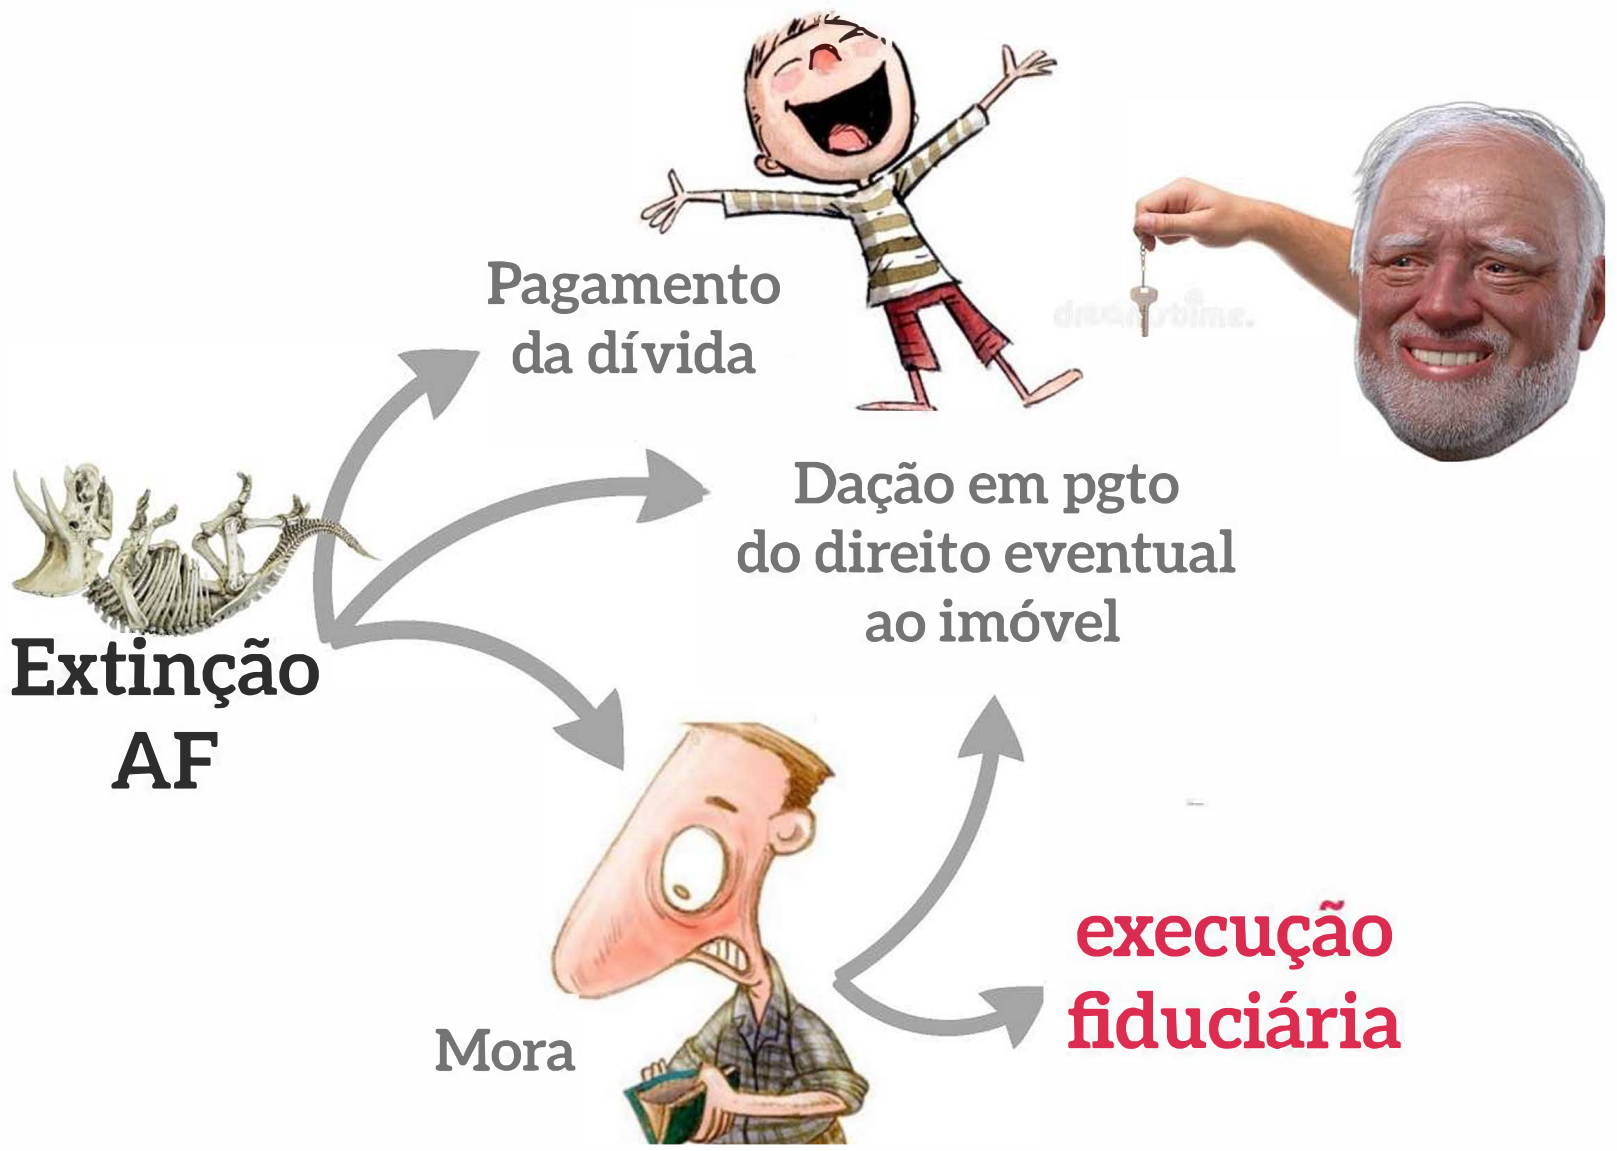 Pagamento
da dívida
Dação em pgto
do direito eventual
ao imóvel
Extinção
AF
execução
fiduciária
Mora